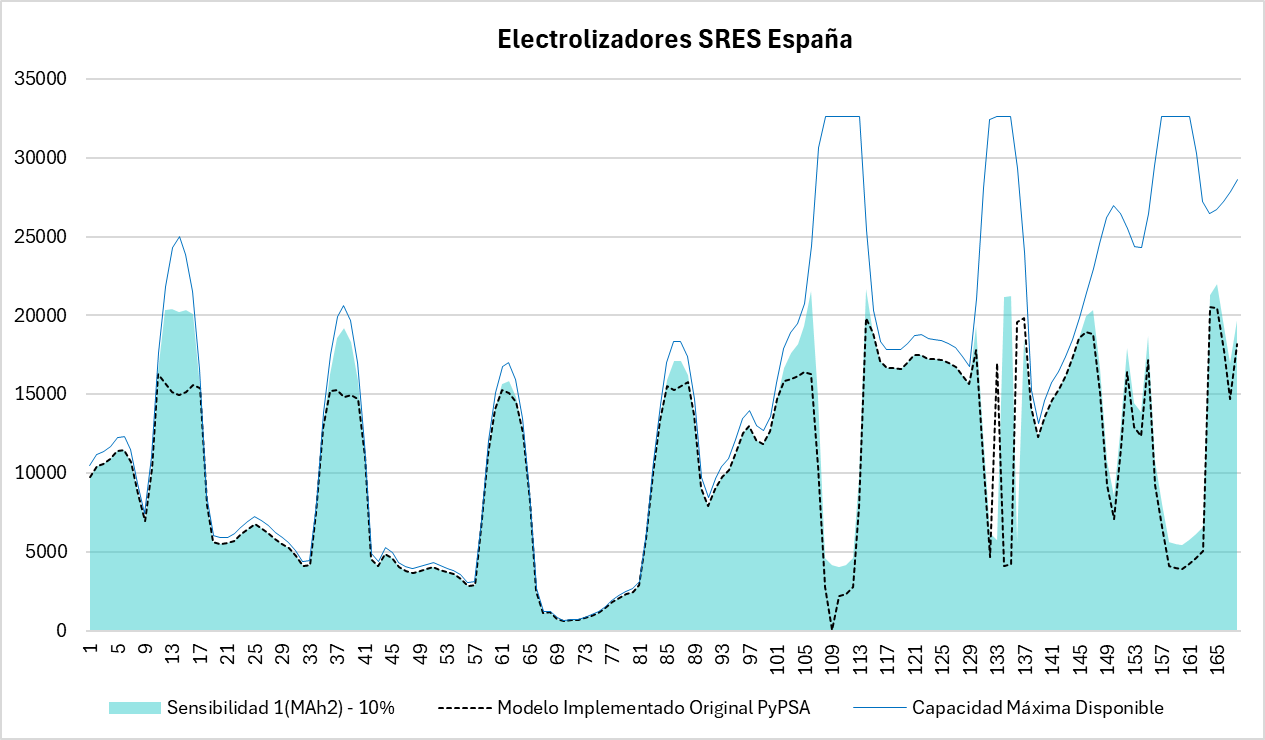 Electrolizadores SRES España
35000
30000
25000
20000
15000
10000
5000
0
1 5 9 13 17 21 25 29 33 37 41 45 49 53 57 61 65 69 73 77 81 85 89 93 97 101 105 109 113 117 121 125 129 133 137 141 145 149 153 157 161 165
Sensibilidad 1(MAh2) - 10% Modelo Implementado Original PyPSA Capacidad Máxima Disponible